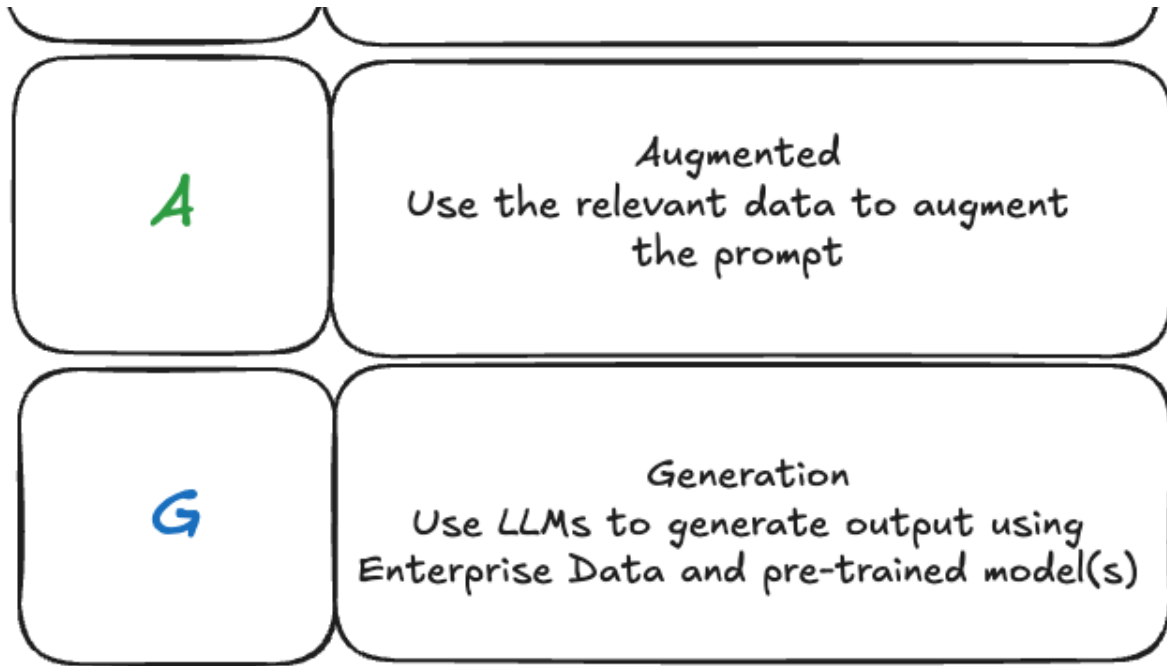 A
Augmented
Use the relevant data to augment
the prompt
G
Generation
Use LLMs to generate output using
Enterprise Data and pre-trained model(s)